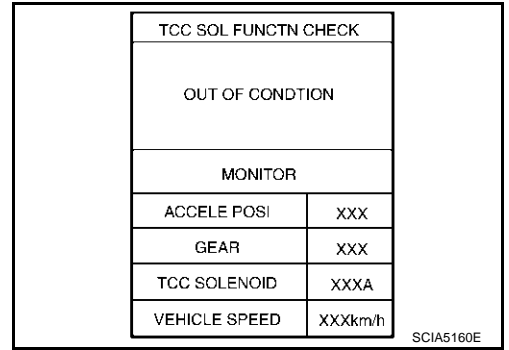 TCC SOL FUNCTN CHECK
OUT OF CONDTION
MONITOR
ACCELE POSI XXX
GEAR XXX
TCC SOLENOID XXXA
VEHICLE SPEED XXXkm/h
SCIA5160E